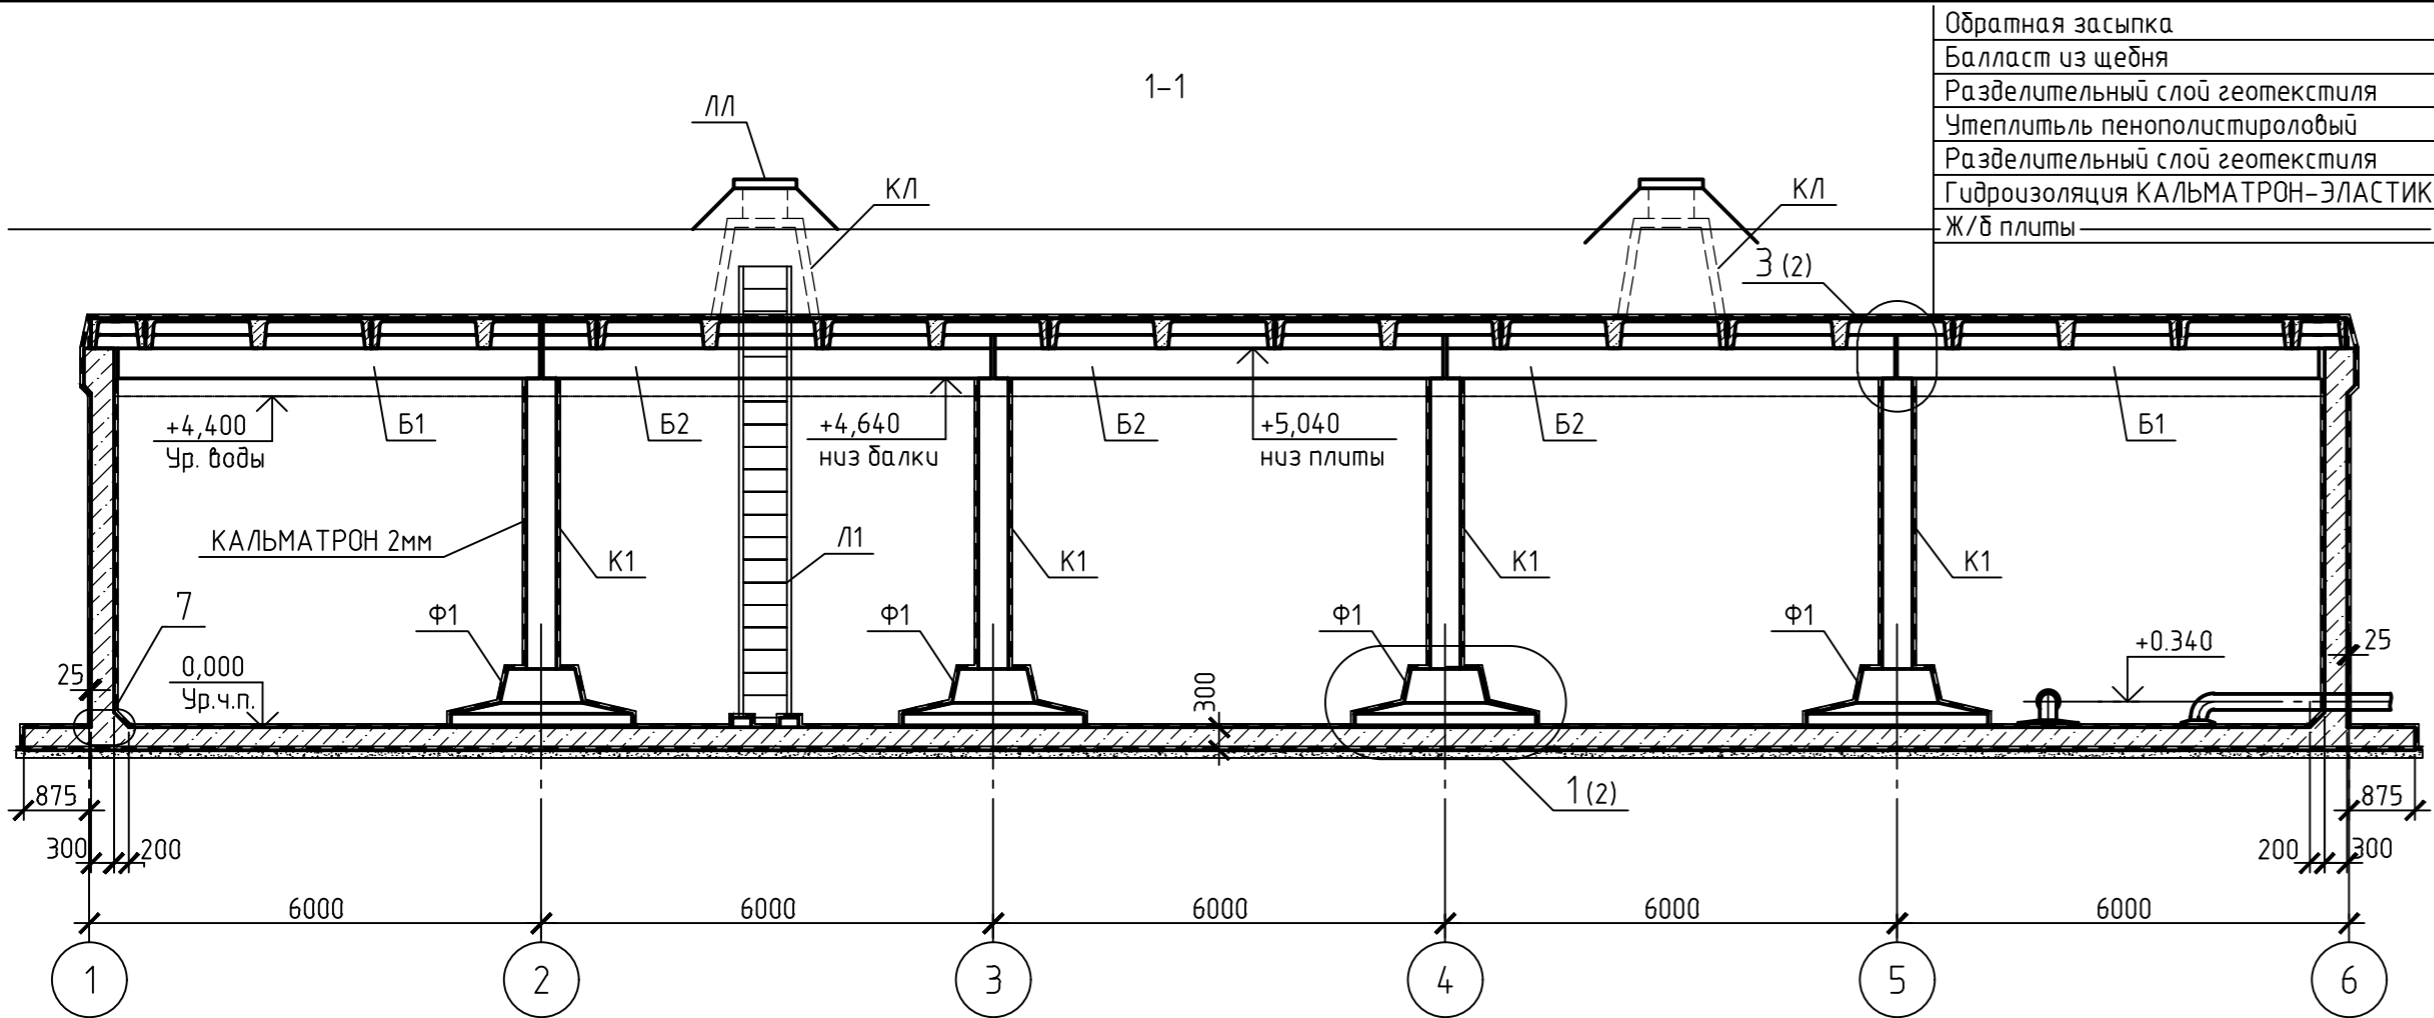 Обратная засыпка
Балласт из щебня
Разделительный слой геотекстиля
Утеплитль пенополистироловый
Разделительный слой геотекстиля
Гидроизоляция КАЛЬМАТРОН-ЭЛАСТИК
Ж/б плиты
1-1
ЛЛ
КЛ
КЛ
3 (2)
+4,400
Ур. воды
Б1
Б2
+4,640
низ балки
Б2
+5,040
низ плиты
Б2
Б1
КАЛЬМАТРОН 2мм
К1
Л1
К1
К1
К1
7
Ф1
Ф1
Ф1
Ф1
+0.340
25
0,000
Ур.ч.п.
300
25
875
1 (2)
875
300
200
200
300
6000
6000
6000
6000
6000
1
2
3
4
5
6